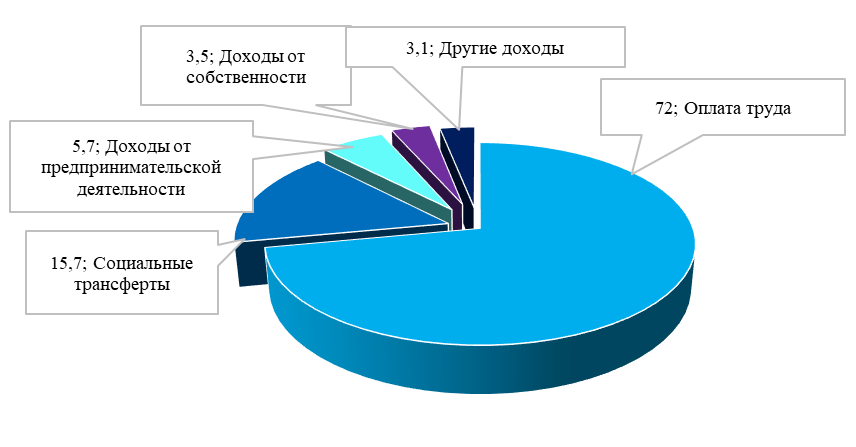 3,5; Доходы от
собственности
3,1; Другие доходы
72; Оплата труда
5,7; Доходы от
предпринимательской
деятельности
15,7; Социальные
трансферты